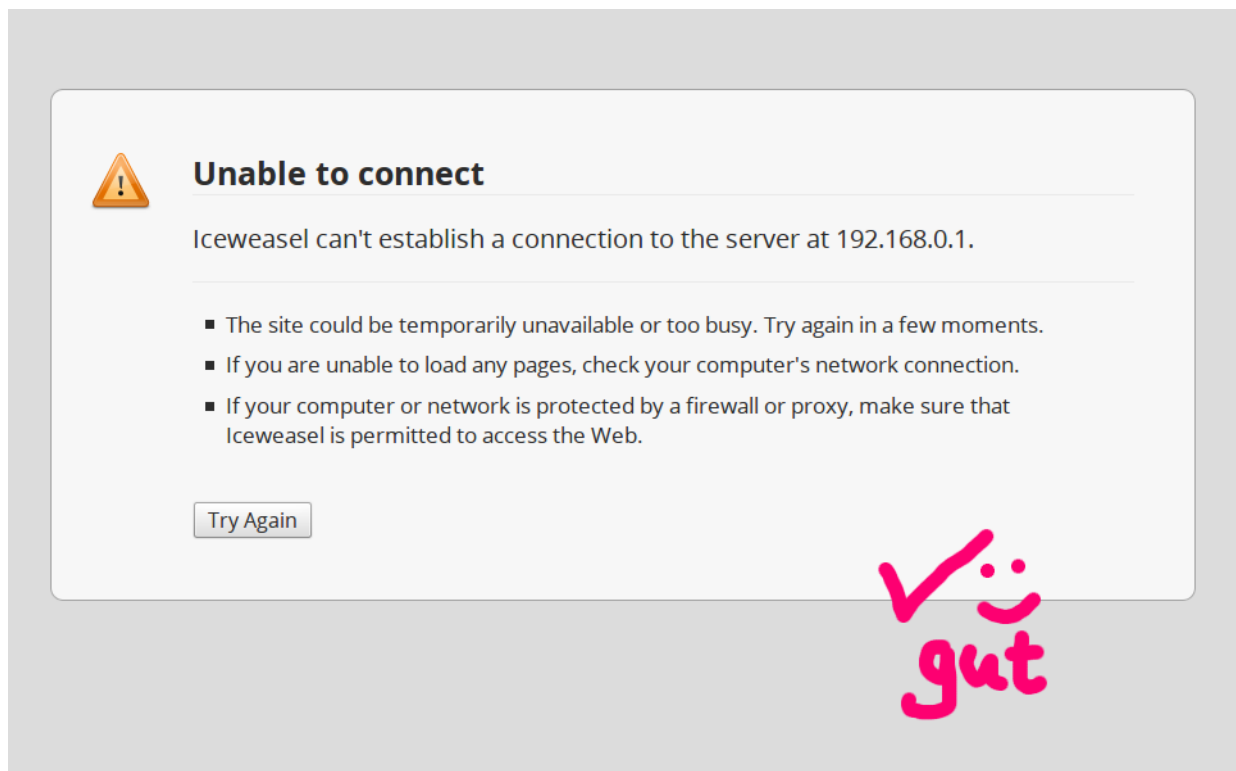 Unable to connect
Iceweasel can't establish a connection to the server at 192.168.0.1.
The site could be temporarily unavailable or too busy. Try again in a few moments.
If you are unable to load any pages, check your computer's network connection.
If your computer or network is protected by a firewall or proxy, make sure that
Iceweasel is permitted to access the Web.
Try Again
gut